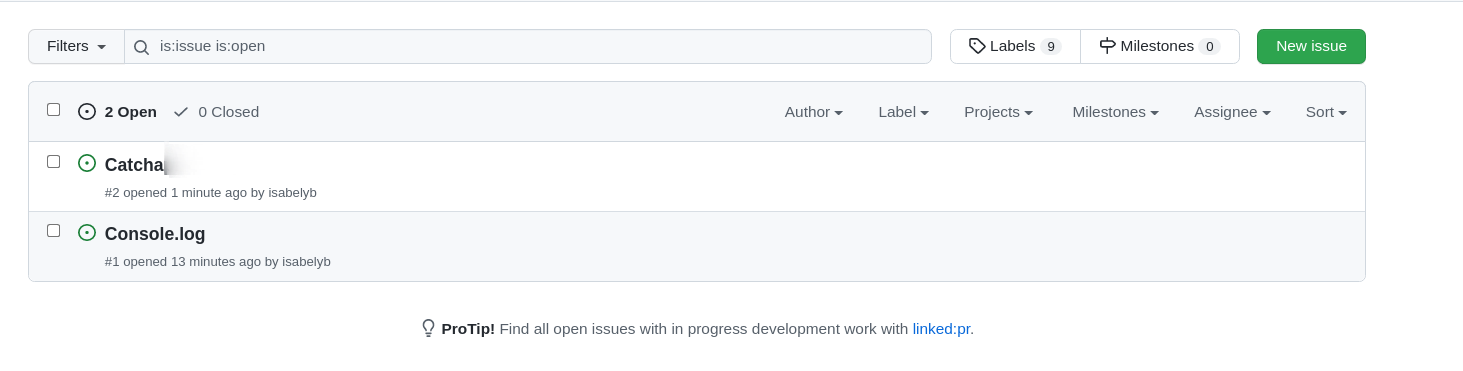 Filters is:issue is:open Labels 9 Milestones 0 New issue
2 Open 0 Closed Author Label Projects Milestones Assignee Sort
#2 opened 1 minute ago by isabelyb
Console.log
#1 opened 13 minutes ago by isabelyb
ProTip! Find all open issues with in progress development work with linked:pr.